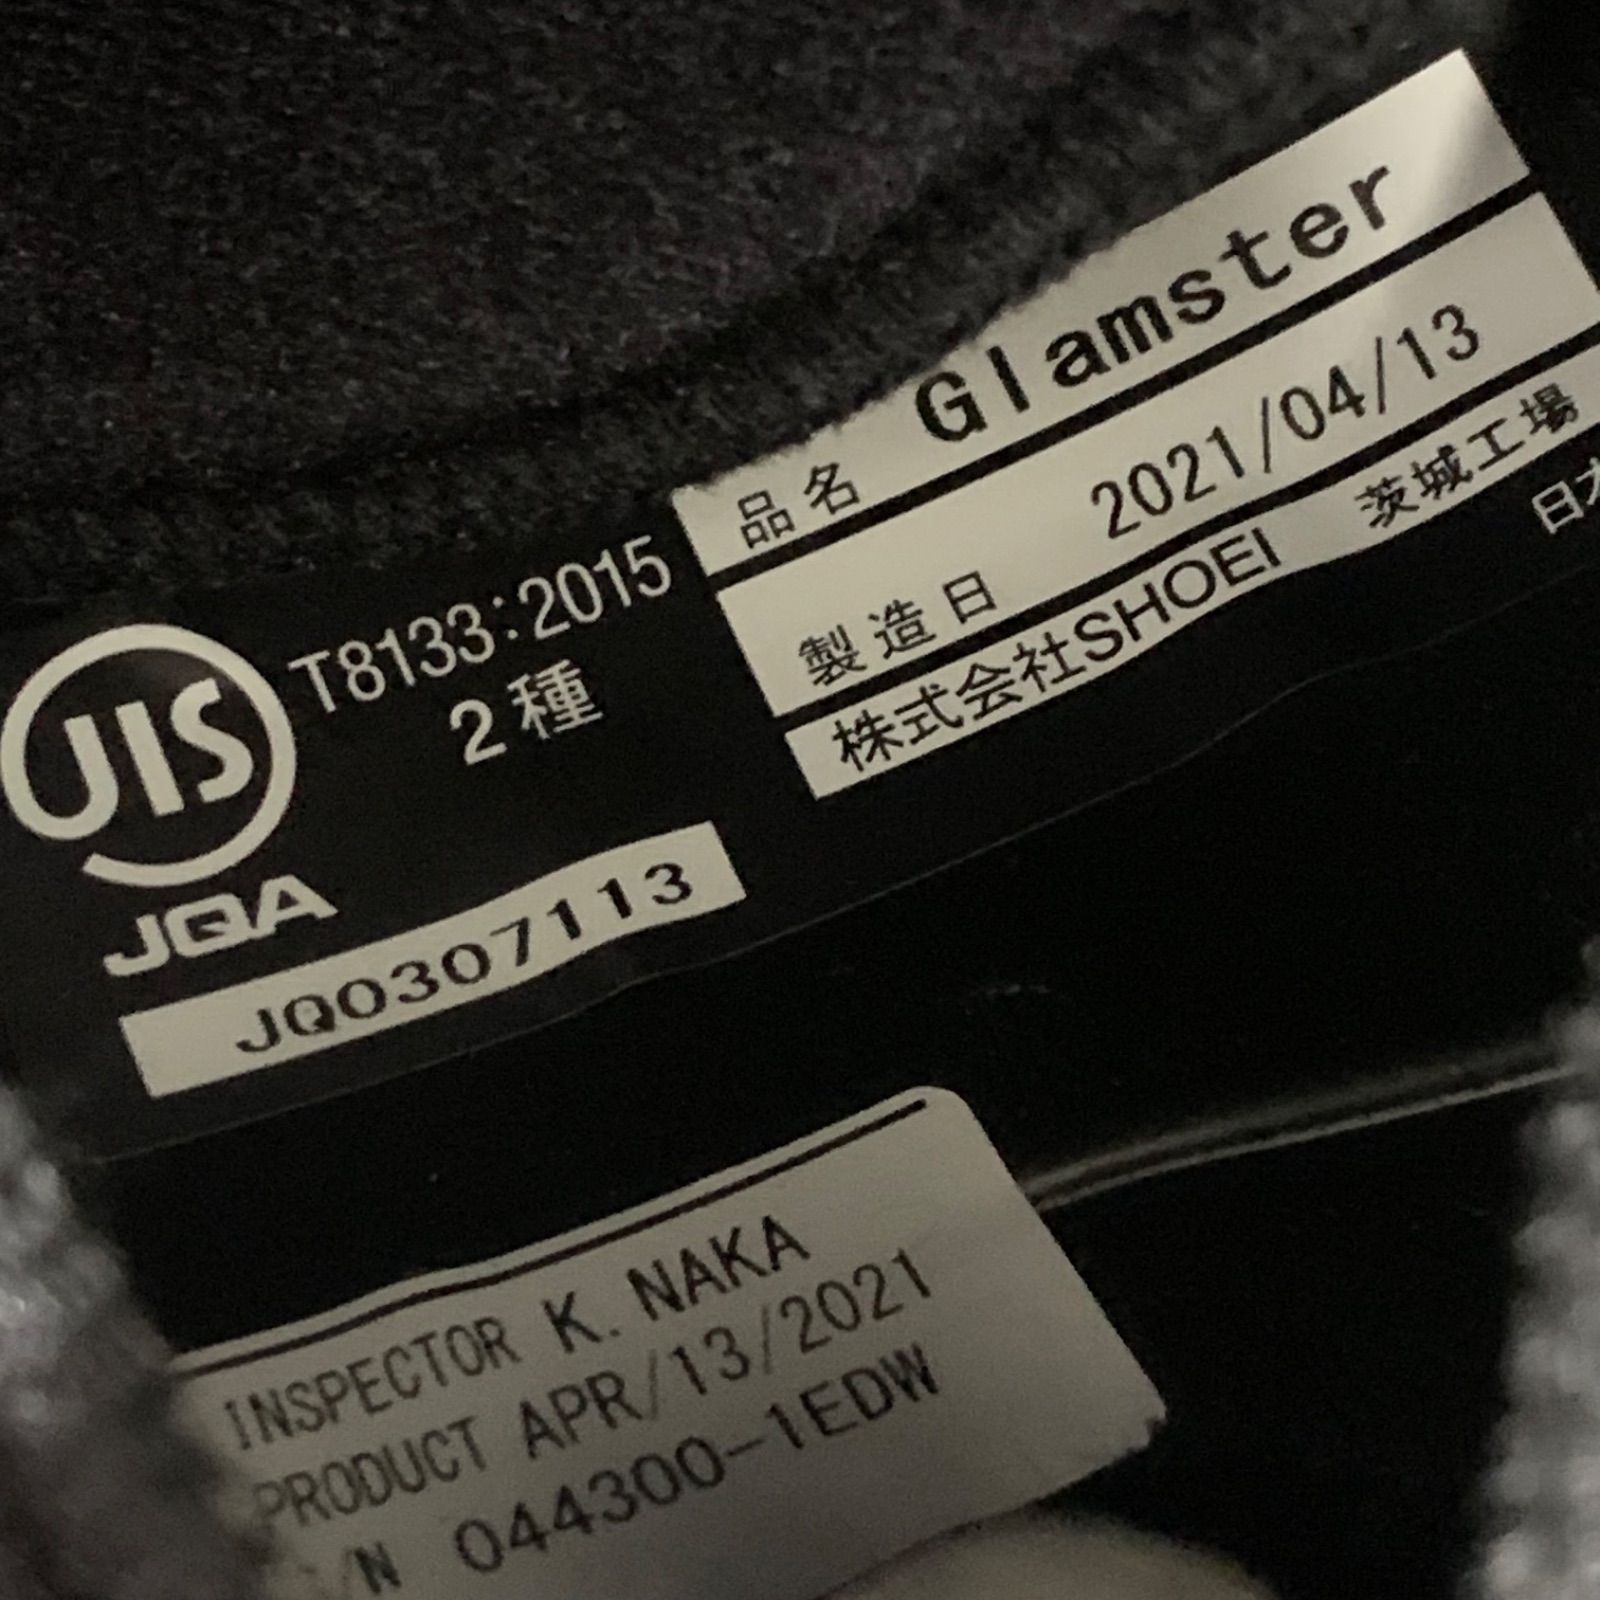 JIS
T8133:2015
2種
JQA
JQ0307113
品名 Glamster
製造日 2021/04/13
株式会社SHOEI 茨城工場
INSPECTOR K. NAKA
PRODUCT APR/13/2021
/N 044300-1EDW